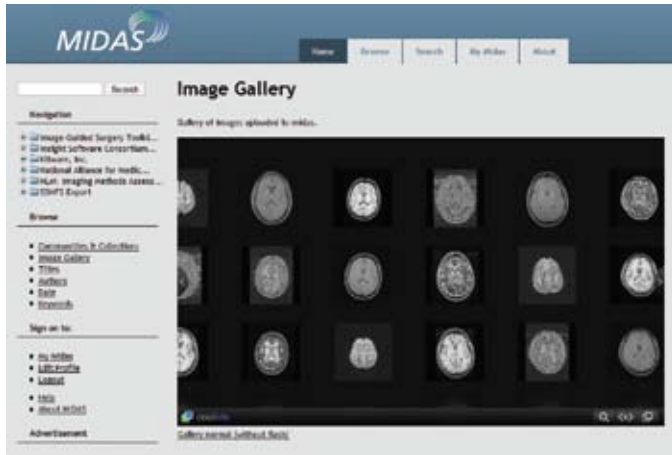 MIDAS
Home Browse Search My Midas About
Search
Image Gallery
Navigation
Gallery of images uploaded to midas.
Image Guided Surgery Toolki...
Insight Software Consortium...
Kitware, Inc.
National Alliance for Medic...
NLM: Imaging Methods Assess...
Export
Browse
Communities & Collections
Image Gallery
Titles
Authors
Date
Keywords
Sign on to:
My Midas
Edit Profile
Logout
Help
About MIDAS
Advertisement
Gallery normal (without flash)